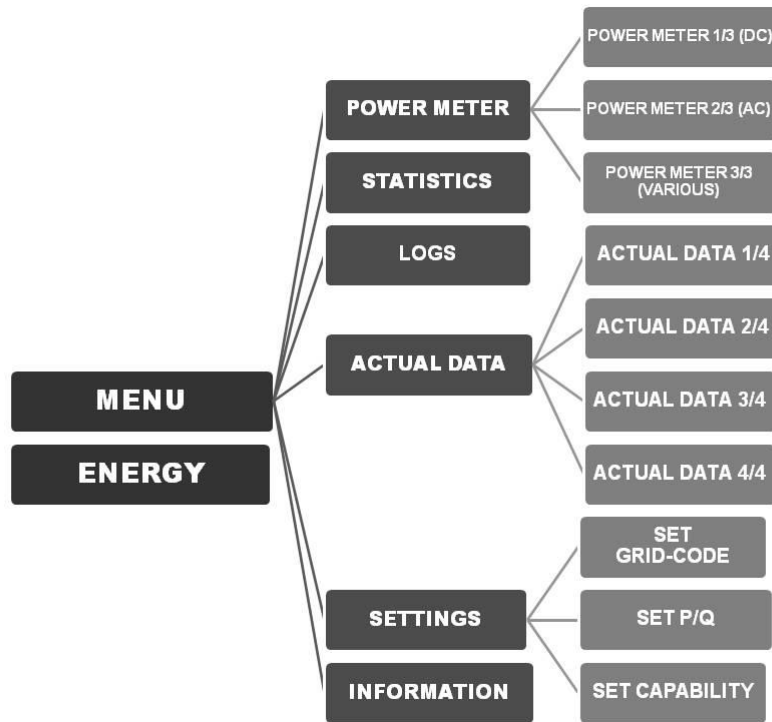 MENU
ENERGY
POWER METER
STATISTICS
LOGS
ACTUAL DATA
SETTINGS
INFORMATION
POWER METER 1/3 (DC)
POWER METER 2/3 (AC)
POWER METER 3/3
(VARIOUS)
ACTUAL DATA 1/4
ACTUAL DATA 2/4
ACTUAL DATA 3/4
ACTUAL DATA 4/4
SET
GRID-CODE
SET P/Q
SET CAPABILITY